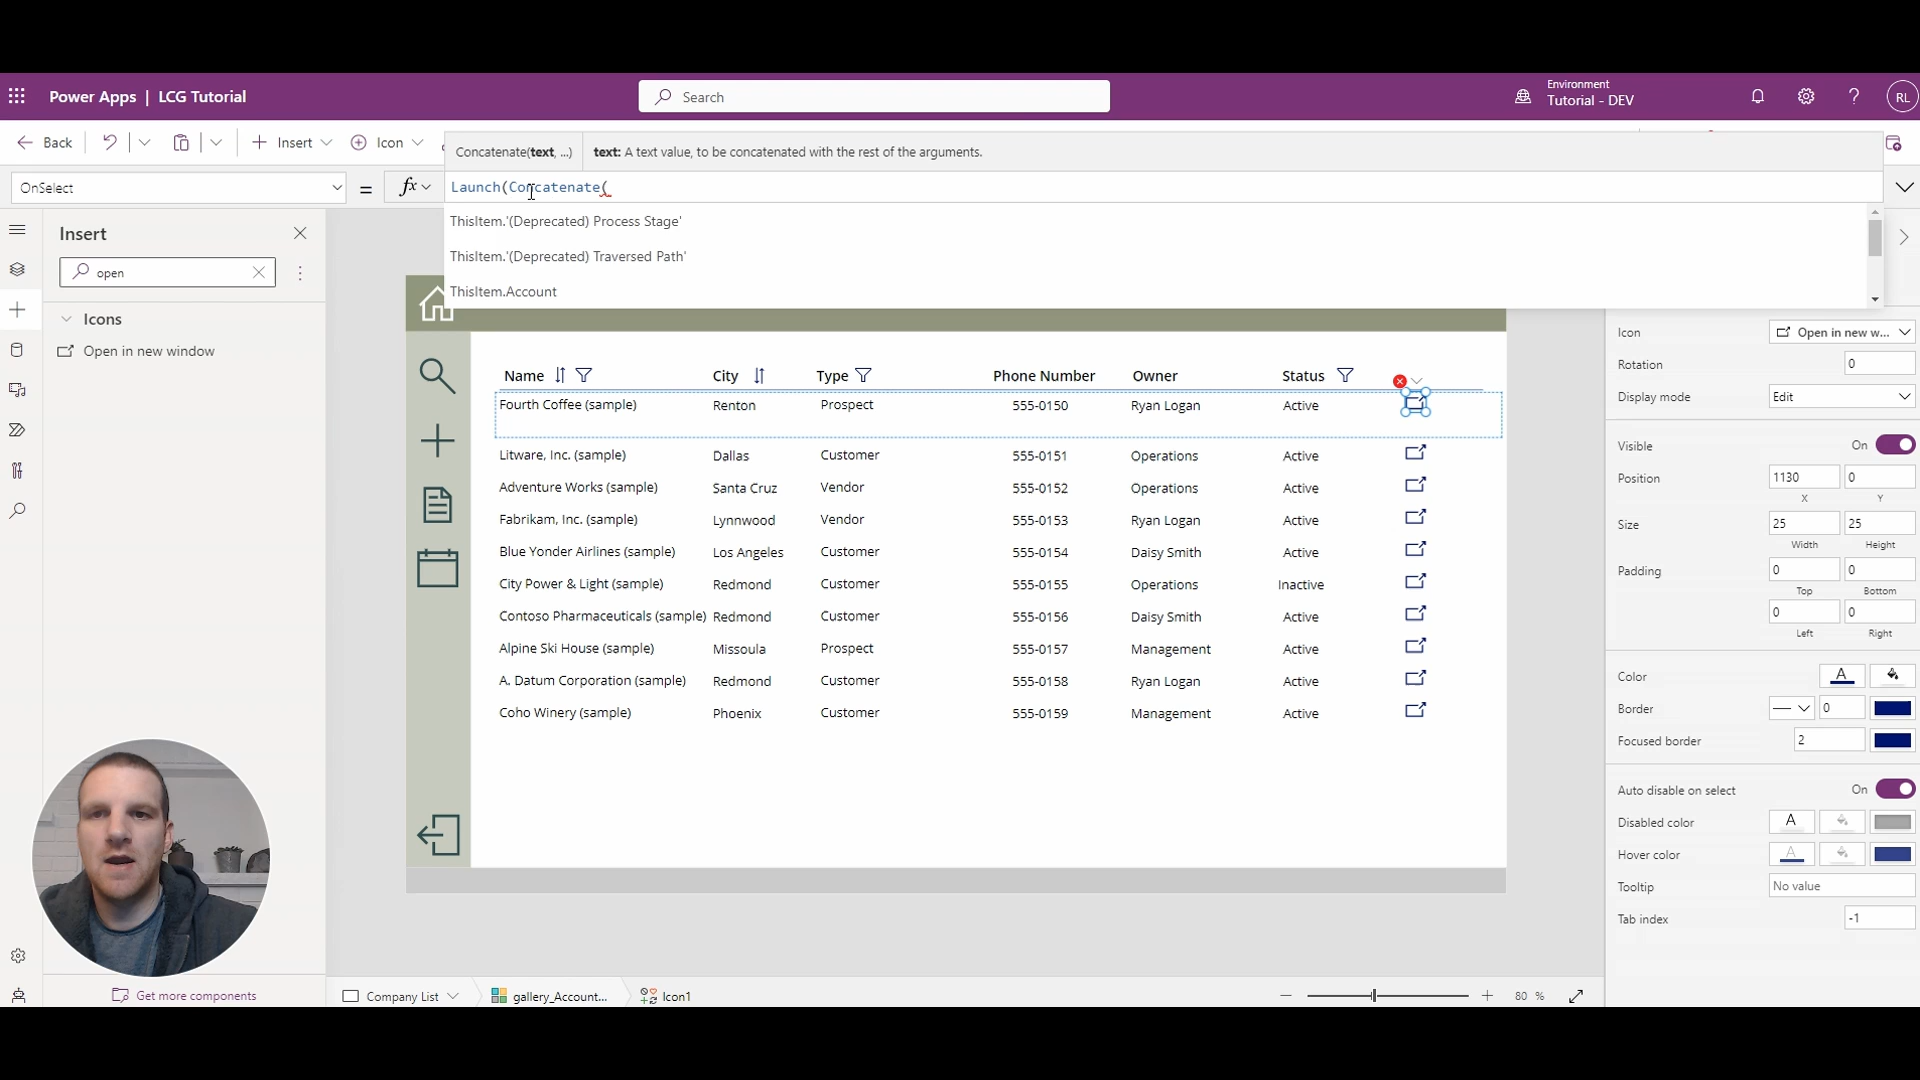 Power Apps | LCG Tutorial
Search
Environment
Tutorial - DEV
RL
Back
Insert
Icon
Concatenate(text, ...)
text: A text value, to be concatenated with the rest of the arguments.
OnSelect
=
fx
Launch(Concatenate(
ThisItem.'(Deprecated) Process Stage'
ThisItem.'(Deprecated) Traversed Path'
ThisItem.Account
Insert
open
Icons
Open in new window
Get more components
Name City Type Phone Number Owner Status
Fourth Coffee (sample) Renton Prospect 555-0150 Ryan Logan Active
Litware, Inc. (sample) Dallas Customer 555-0151 Operations Active
Adventure Works (sample) Santa Cruz Vendor 555-0152 Operations Active
Fabrikam, Inc. (sample) Lynnwood Vendor 555-0153 Ryan Logan Active
Blue Yonder Airlines (sample) Los Angeles Customer 555-0154 Daisy Smith Active
City Power & Light (sample) Redmond Customer 555-0155 Operations Inactive
Contoso Pharmaceuticals (sample) Redmond Customer 555-0156 Daisy Smith Active
Alpine Ski House (sample) Missoula Prospect 555-0157 Management Active
A. Datum Corporation (sample) Redmond Customer 555-0158 Ryan Logan Active
Coho Winery (sample) Phoenix Customer 555-0159 Management Active
Company List
gallery_Account...
Icon1
80 %
Icon Open in new w...
Rotation 0
Display mode Edit
Visible On
Position 1130 0
X Y
Size 25 25
Width Height
Padding 0 0
Top Bottom
0 0
Left Right
Color A
Border 0
Focused border 2
Auto disable on select On
Disabled color A
Hover color A
Tooltip No value
Tab index -1